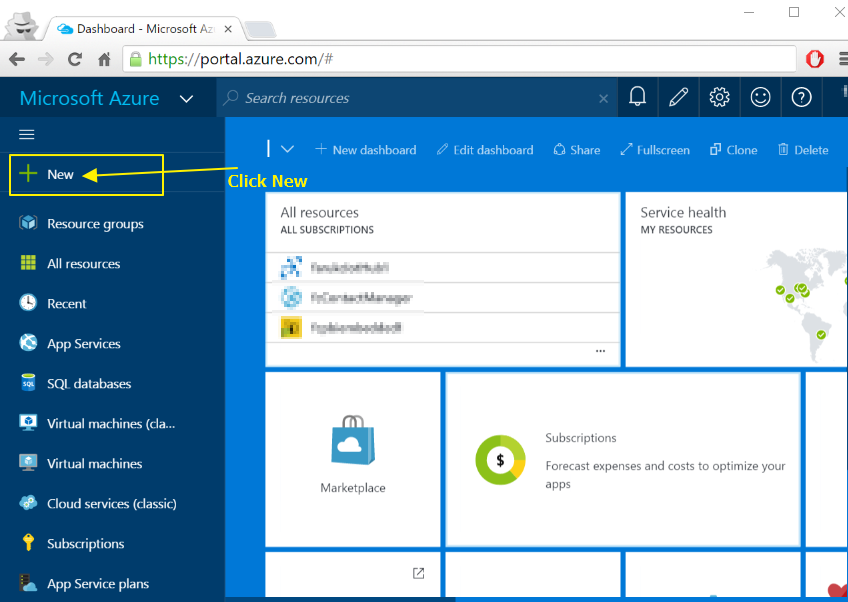 Dashboard - Microsoft Az
https://portal.azure.com/#
Microsoft Azure
Search resources
New dashboard
Edit dashboard
Share
Fullscreen
Clone
Delete
New
Click New
Resource groups
All resources
Recent
App Services
SQL databases
SQL
Virtual machines (cla...
Virtual machines
Cloud services (classic)
Subscriptions
App Service plans
All resources
ALL SUBSCRIPTIONS
...
Service health
MY RESOURCES
Marketplace
$
Subscriptions
Forecast expenses and costs to optimize your
apps